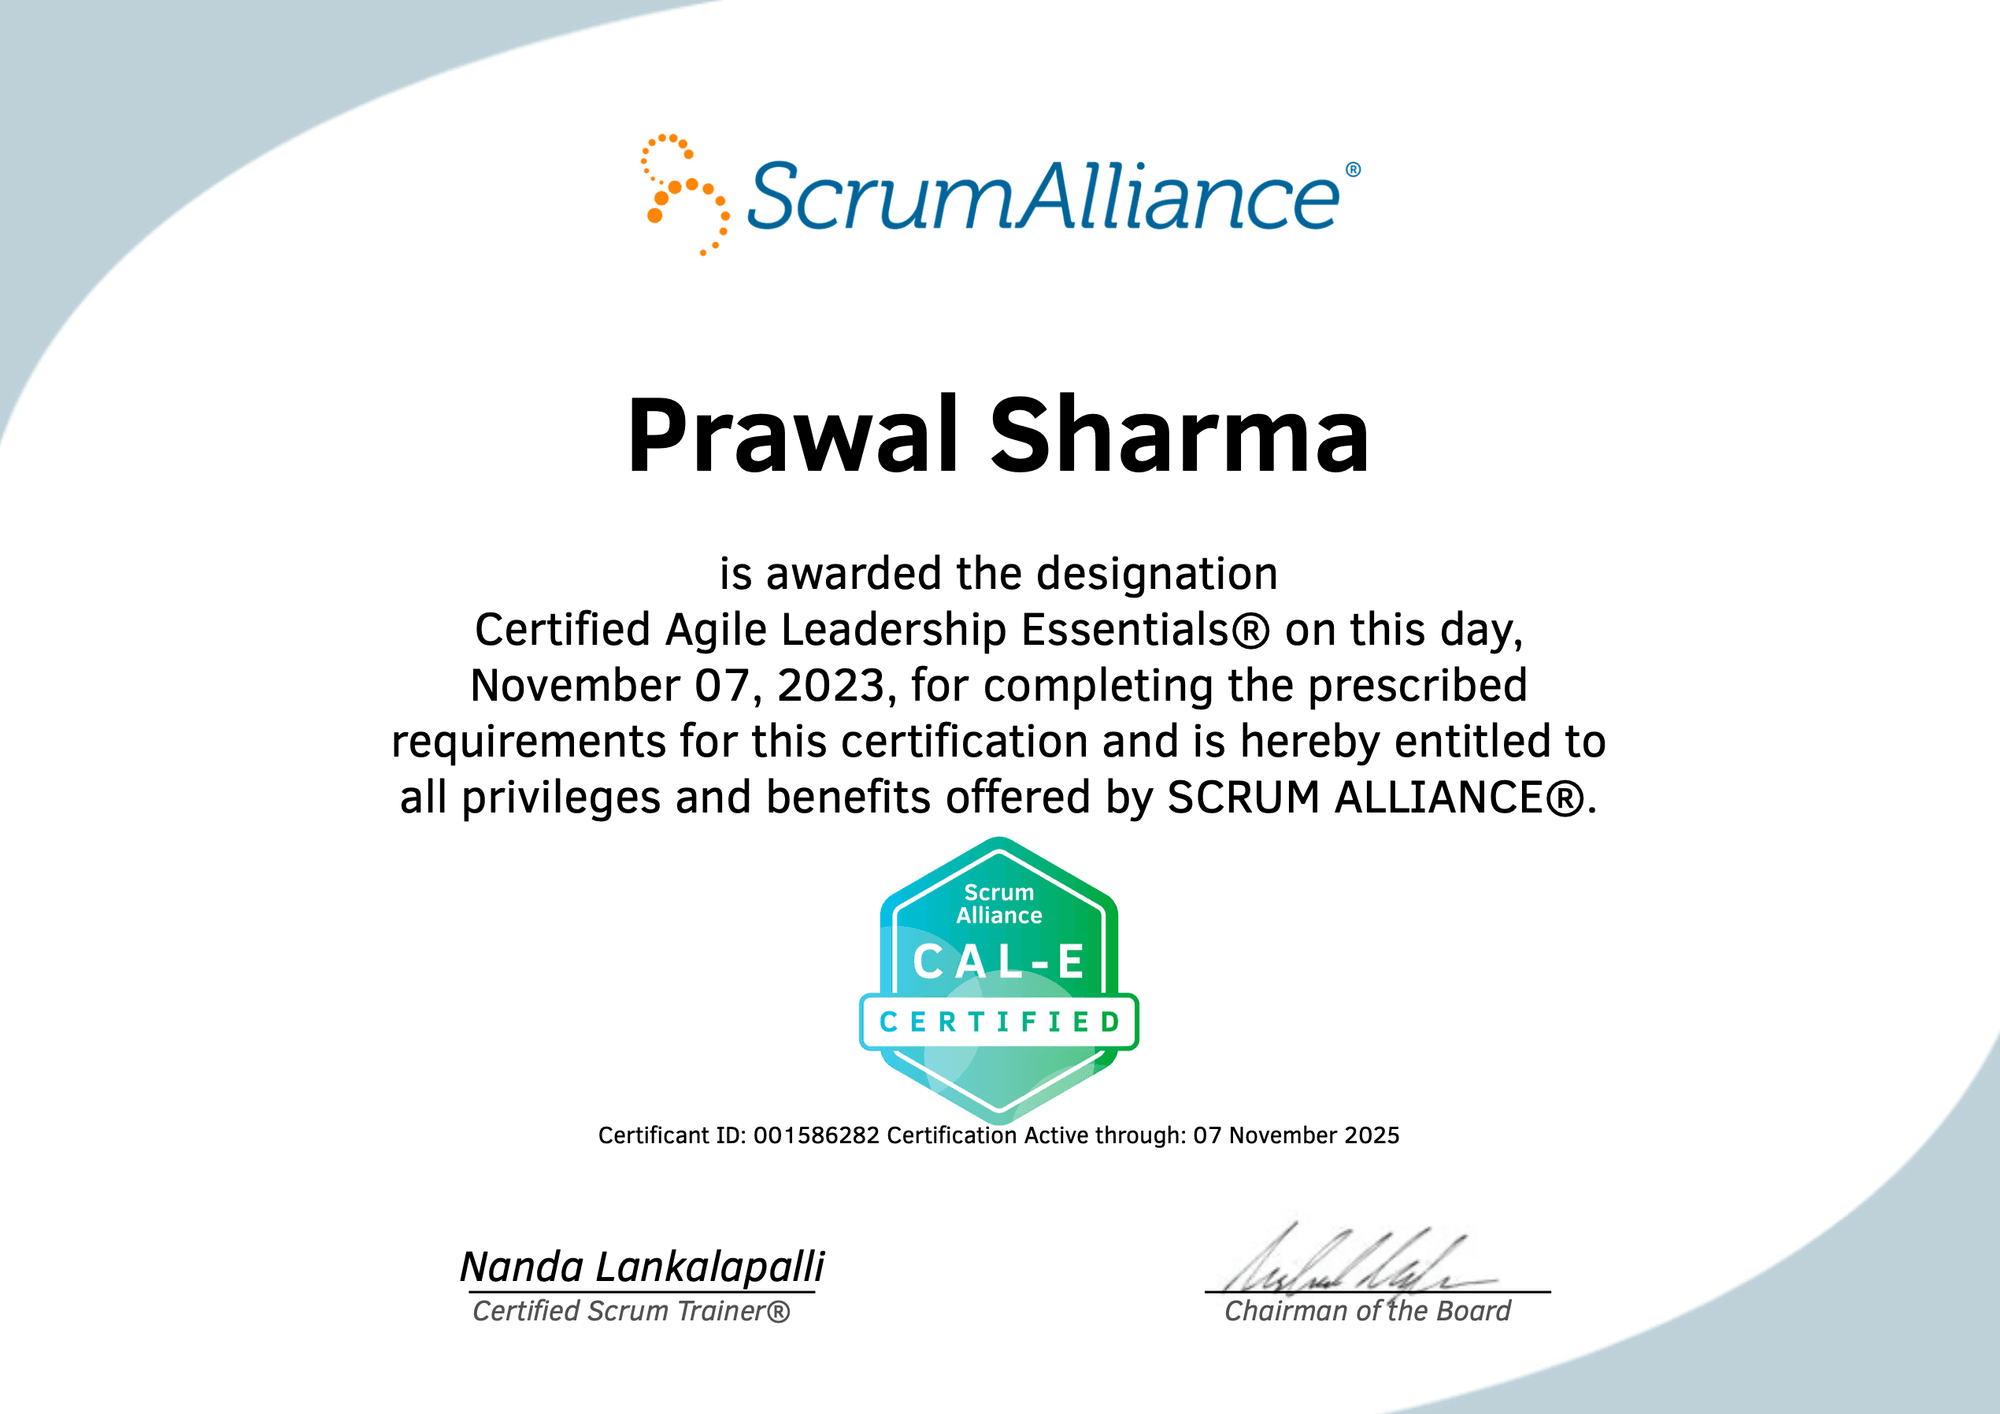 ScrumAlliance®
Prawal Sharma
is awarded the designation
Certified Agile Leadership Essentials® on this day,
November 07, 2023, for completing the prescribed
requirements for this certification and is hereby entitled to
all privileges and benefits offered by SCRUM ALLIANCE®.
Scrum
Alliance
CAL-E
CERTIFIED
Certificant ID: 001586282 Certification Active through: 07 November 2025
Nanda Lankalapalli
Certified Scrum Trainer®
Chairman of the Board